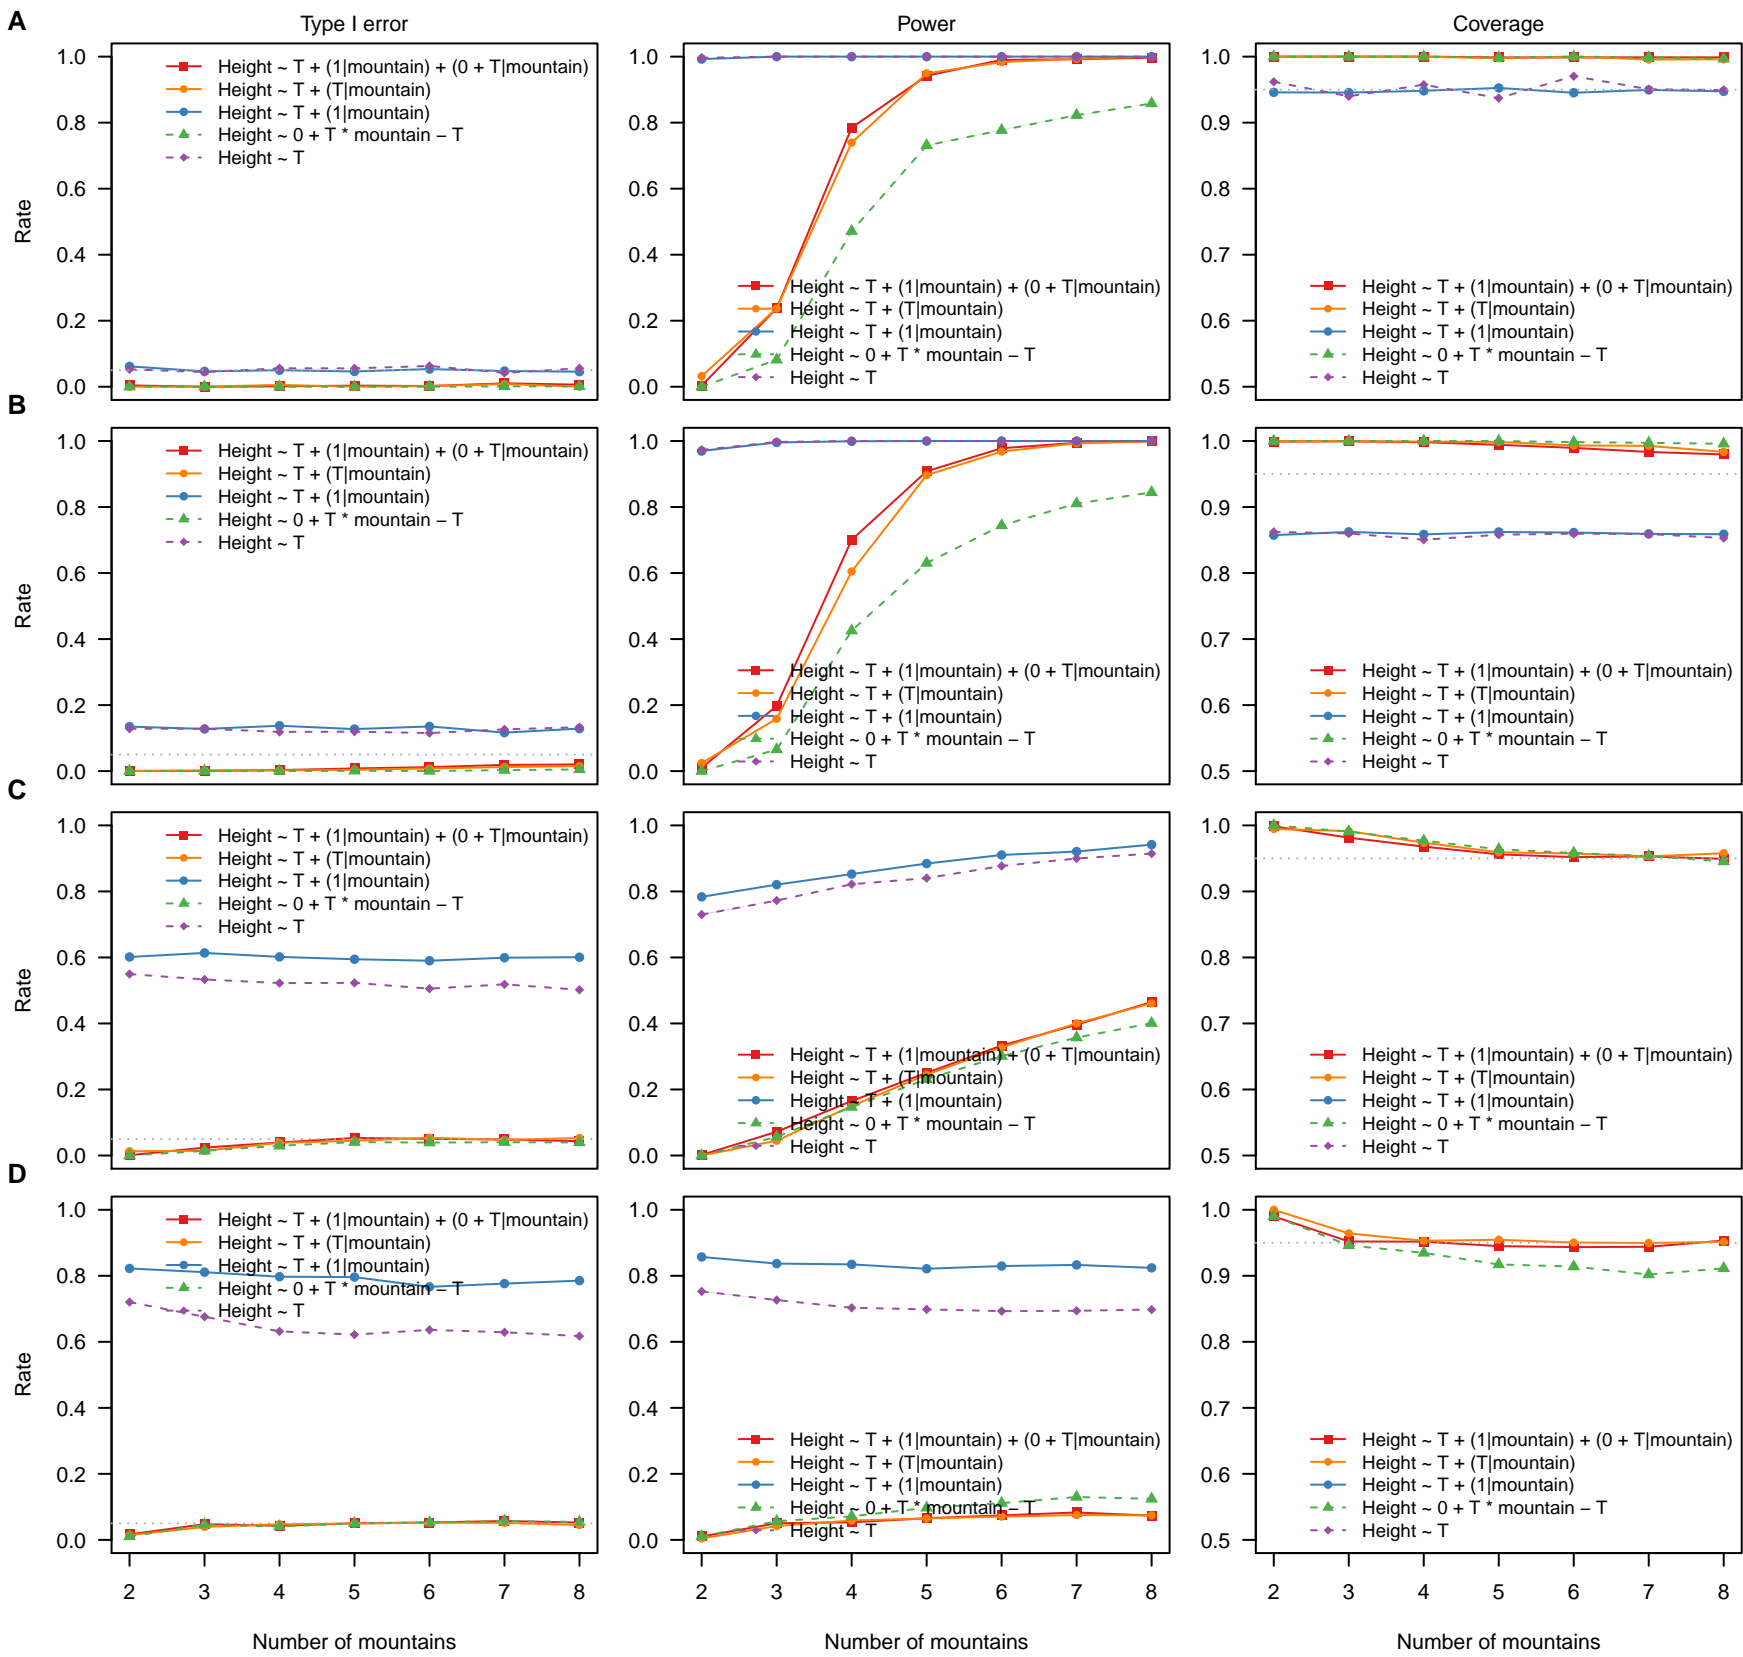 A
Type I error
Power
Coverage
1.0
0.8
0.6
0.4
0.2
0.0
Rate
Height ~ T + (1|mountain) + (0 + T|mountain)
Height ~ T + (T|mountain)
Height ~ T + (1|mountain)
Height ~ 0 + T * mountain − T
Height ~ T
1.0
0.8
0.6
0.4
0.2
0.0
Height ~ T + (1|mountain) + (0 + T|mountain)
Height ~ T + (T|mountain)
Height ~ T + (1|mountain)
Height ~ 0 + T * mountain − T
Height ~ T
1.0
0.9
0.8
0.7
0.6
0.5
Height ~ T + (1|mountain) + (0 + T|mountain)
Height ~ T + (T|mountain)
Height ~ T + (1|mountain)
Height ~ 0 + T * mountain − T
Height ~ T
B
1.0
0.8
0.6
0.4
0.2
0.0
Rate
Height ~ T + (1|mountain) + (0 + T|mountain)
Height ~ T + (T|mountain)
Height ~ T + (1|mountain)
Height ~ 0 + T * mountain − T
Height ~ T
1.0
0.8
0.6
0.4
0.2
0.0
Height ~ T + (1|mountain) + (0 + T|mountain)
Height ~ T + (T|mountain)
Height ~ T + (1|mountain)
Height ~ 0 + T * mountain − T
Height ~ T
1.0
0.9
0.8
0.7
0.6
0.5
Height ~ T + (1|mountain) + (0 + T|mountain)
Height ~ T + (T|mountain)
Height ~ T + (1|mountain)
Height ~ 0 + T * mountain − T
Height ~ T
C
1.0
0.8
0.6
0.4
0.2
0.0
Rate
Height ~ T + (1|mountain) + (0 + T|mountain)
Height ~ T + (T|mountain)
Height ~ T + (1|mountain)
Height ~ 0 + T * mountain − T
Height ~ T
1.0
0.8
0.6
0.4
0.2
0.0
Height ~ T + (1|mountain) + (0 + T|mountain)
Height ~ T + (T|mountain)
Height ~ T + (1|mountain)
Height ~ 0 + T * mountain − T
Height ~ T
1.0
0.9
0.8
0.7
0.6
0.5
Height ~ T + (1|mountain) + (0 + T|mountain)
Height ~ T + (T|mountain)
Height ~ T + (1|mountain)
Height ~ 0 + T * mountain − T
Height ~ T
D
1.0
0.8
0.6
0.4
0.2
0.0
Rate
Height ~ T + (1|mountain) + (0 + T|mountain)
Height ~ T + (T|mountain)
Height ~ T + (1|mountain)
Height ~ 0 + T * mountain − T
Height ~ T
2 3 4 5 6 7 8
Number of mountains
1.0
0.8
0.6
0.4
0.2
0.0
Height ~ T + (1|mountain) + (0 + T|mountain)
Height ~ T + (T|mountain)
Height ~ T + (1|mountain)
Height ~ 0 + T * mountain − T
Height ~ T
2 3 4 5 6 7 8
Number of mountains
1.0
0.9
0.8
0.7
0.6
0.5
Height ~ T + (1|mountain) + (0 + T|mountain)
Height ~ T + (T|mountain)
Height ~ T + (1|mountain)
Height ~ 0 + T * mountain − T
Height ~ T
2 3 4 5 6 7 8
Number of mountains